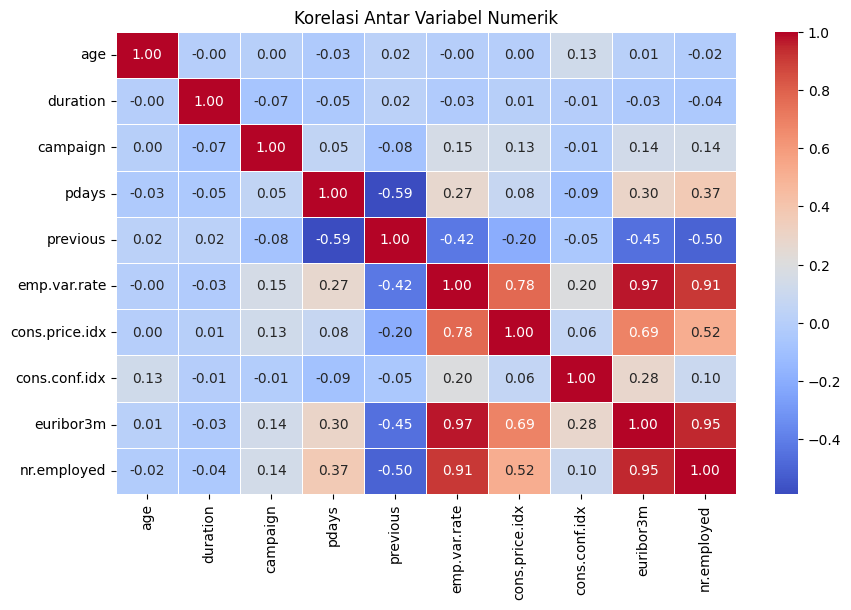 Korelasi Antar Variabel Numerik
age 1.00 -0.00 0.00 -0.03 0.02 -0.00 0.00 0.13 0.01 -0.02
duration -0.00 1.00 -0.07 -0.05 0.02 -0.03 0.01 -0.01 -0.03 -0.04
campaign 0.00 -0.07 1.00 0.05 -0.08 0.15 0.13 -0.01 0.14 0.14
pdays -0.03 -0.05 0.05 1.00 -0.59 0.27 0.08 -0.09 0.30 0.37
previous 0.02 0.02 -0.08 -0.59 1.00 -0.42 -0.20 -0.05 -0.45 -0.50
emp.var.rate -0.00 -0.03 0.15 0.27 -0.42 1.00 0.78 0.20 0.97 0.91
cons.price.idx 0.00 0.01 0.13 0.08 -0.20 0.78 1.00 0.06 0.69 0.52
cons.conf.idx 0.13 -0.01 -0.01 -0.09 -0.05 0.20 0.06 1.00 0.28 0.10
euribor3m 0.01 -0.03 0.14 0.30 -0.45 0.97 0.69 0.28 1.00 0.95
nr.employed -0.02 -0.04 0.14 0.37 -0.50 0.91 0.52 0.10 0.95 1.00
age duration campaign pdays previous emp.var.rate cons.price.idx cons.conf.idx euribor3m nr.employed
1.0
0.8
0.6
0.4
0.2
0.0
−0.2
−0.4